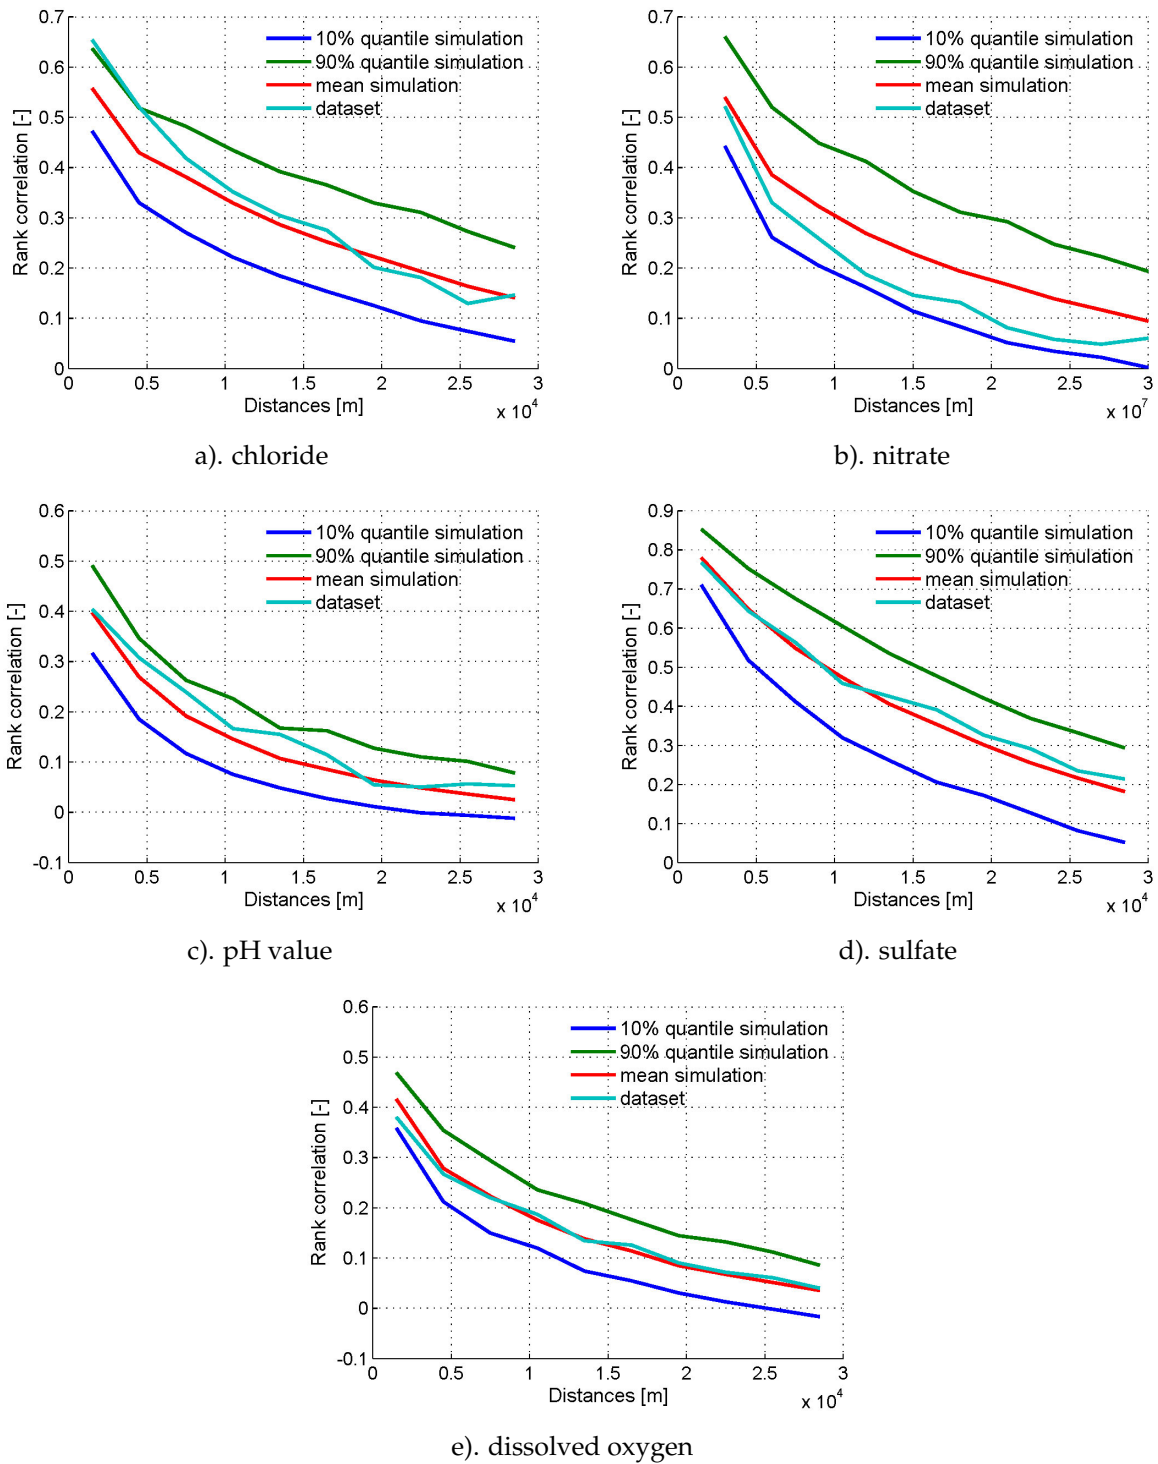 0.7
0.6
0.5
0.4
0.3
0.2
0.1
0
Rank correlation [-]
10% quantile simulation
90% quantile simulation
mean simulation
dataset
0 0.5 1 1.5 2 2.5 3
Distances [m]
x 10^4
a). chloride
0.7
0.6
0.5
0.4
0.3
0.2
0.1
0
Rank correlation [-]
10% quantile simulation
90% quantile simulation
mean simulation
dataset
0 0.5 1 1.5 2 2.5 3
Distances [m]
x 10^7
b). nitrate
0.6
0.5
0.4
0.3
0.2
0.1
0
-0.1
Rank correlation [-]
10% quantile simulation
90% quantile simulation
mean simulation
dataset
0 0.5 1 1.5 2 2.5 3
Distances [m]
x 10^4
c). pH value
0.9
0.8
0.7
0.6
0.5
0.4
0.3
0.2
0.1
0
Rank correlation [-]
10% quantile simulation
90% quantile simulation
mean simulation
dataset
0 0.5 1 1.5 2 2.5 3
Distances [m]
x 10^4
d). sulfate
0.6
0.5
0.4
0.3
0.2
0.1
0
-0.1
Rank correlation [-]
10% quantile simulation
90% quantile simulation
mean simulation
dataset
0 0.5 1 1.5 2 2.5 3
Distances [m]
x 10^4
e). dissolved oxygen